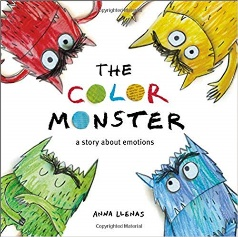 THE
COLOR
MONSTER
a story about emotions
ANNA LLENAS